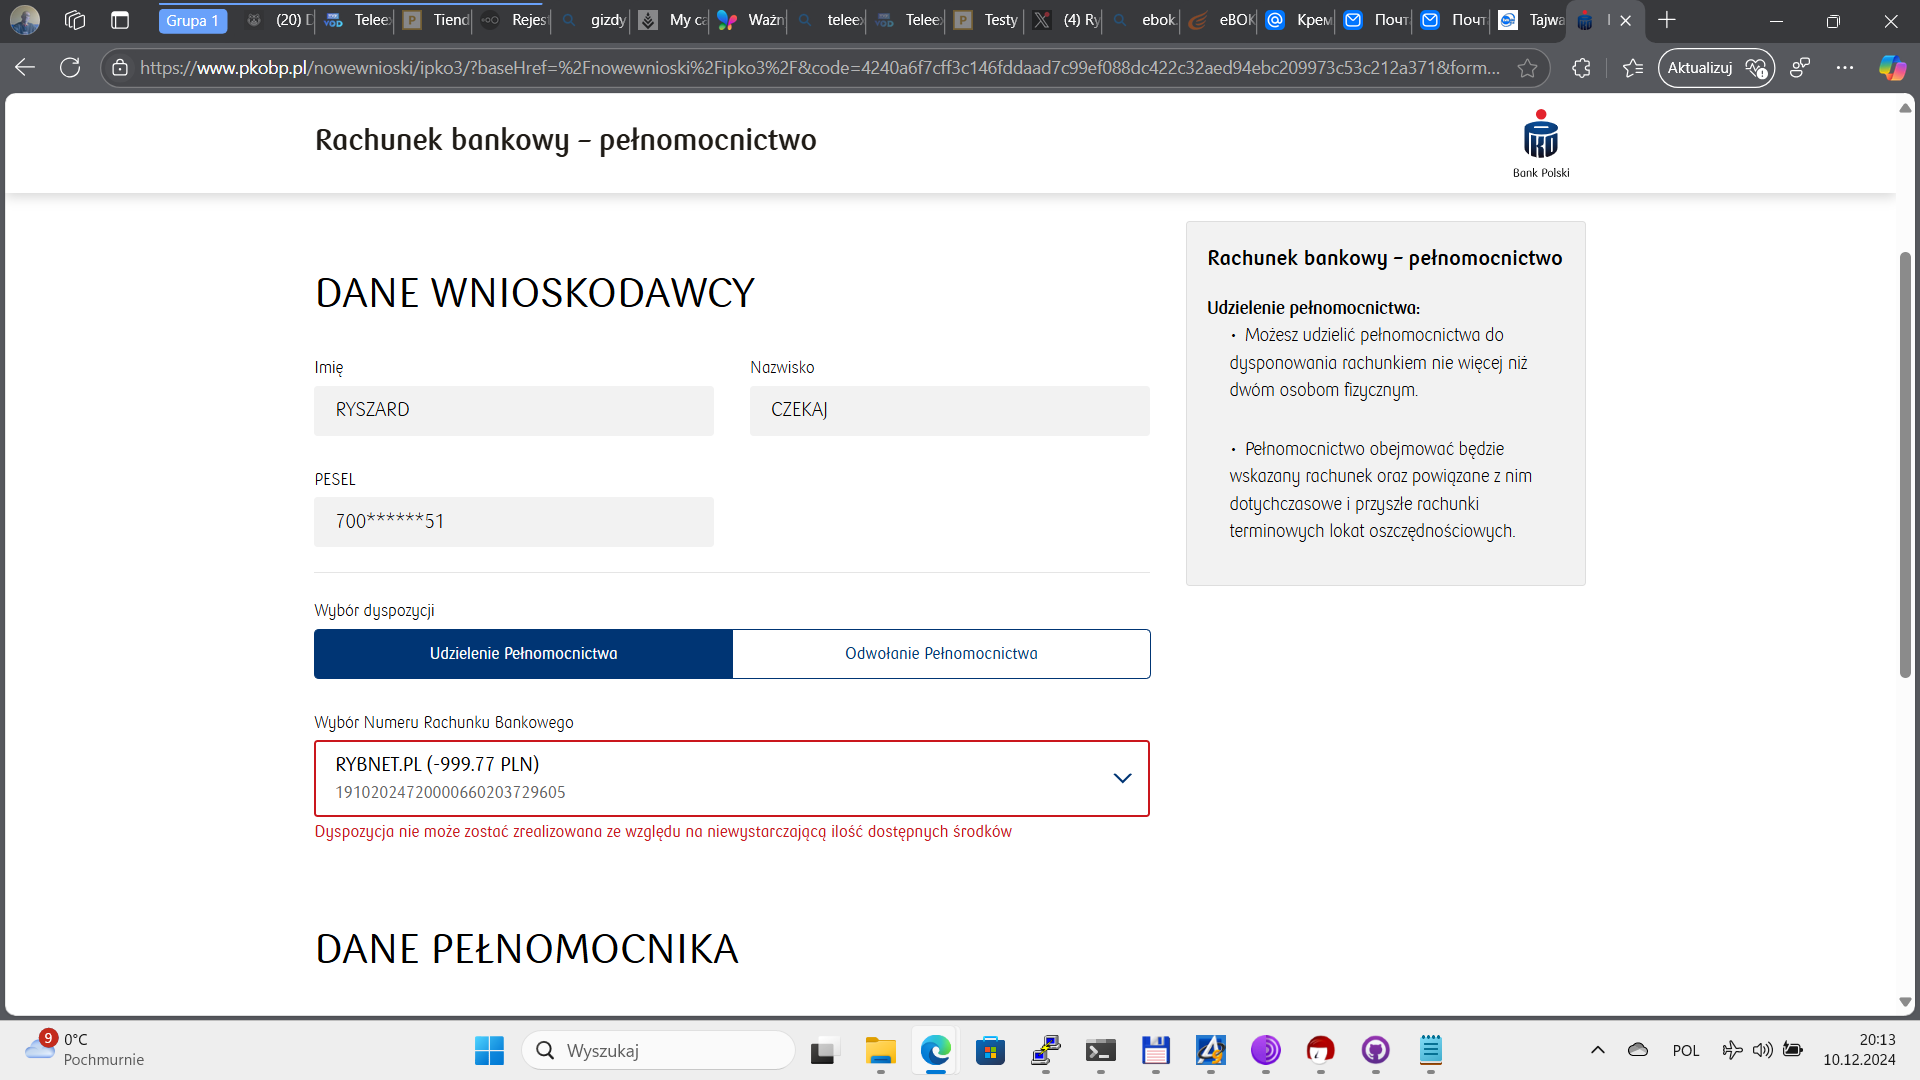 Grupa 1
(20) D
Teleex
Tiend
Rejest
gizdy
My ca
Ważn
teleex
Teleex
Testy
(4) Ry
ebok.
eBOK
Крем
Почт
Почт
Tajwa
https://www.pkobp.pl/nowewnioski/ipko3/?baseHref=%2Fnowewnioski%2Fipko3%2F&code=4240a6f7cff3c146fddaad7c99ef088dc422c32aed94ebc209973c53c212a371&form...
Aktualizuj
Rachunek bankowy – pełnomocnictwo
Bank Polski
DANE WNIOSKODAWCY
Imię
Nazwisko
RYSZARD
CZEKAJ
PESEL
700******51
Wybór dyspozycji
Udzielenie Pełnomocnictwa
Odwołanie Pełnomocnictwa
Wybór Numeru Rachunku Bankowego
RYBNET.PL (-999.77 PLN)
19102024720000660203729605
Dyspozycja nie może zostać zrealizowana ze względu na niewystarczającą ilość dostępnych środków
DANE PEŁNOMOCNIKA
Rachunek bankowy – pełnomocnictwo
Udzielenie pełnomocnictwa:
• Możesz udzielić pełnomocnictwa do
dysponowania rachunkiem nie więcej niż
dwóm osobom fizycznym.
• Pełnomocnictwo obejmować będzie
wskazany rachunek oraz powiązane z nim
dotychczasowe i przyszłe rachunki
terminowych lokat oszczędnościowych.
9
0°C
Pochmurnie
Wyszukaj
POL
20:13
10.12.2024